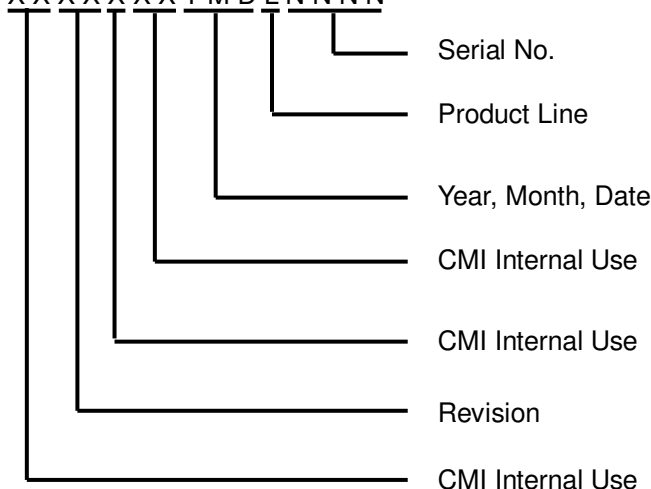 X X X X X X X Y M D L N N N N
Serial No.
Product Line
Year, Month, Date
CMI Internal Use
CMI Internal Use
Revision
CMI Internal Use